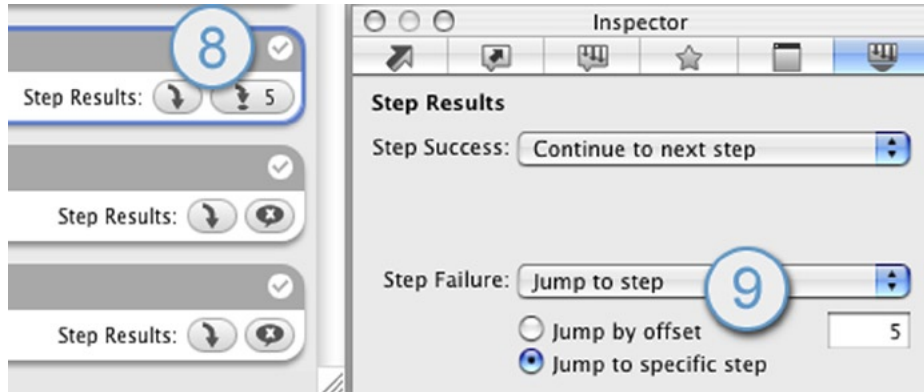 8
Step Results: 5
Step Results:
Step Results:
Inspector
Step Results
Step Success: Continue to next step
Step Failure: Jump to step
9
Jump by offset 5
Jump to specific step